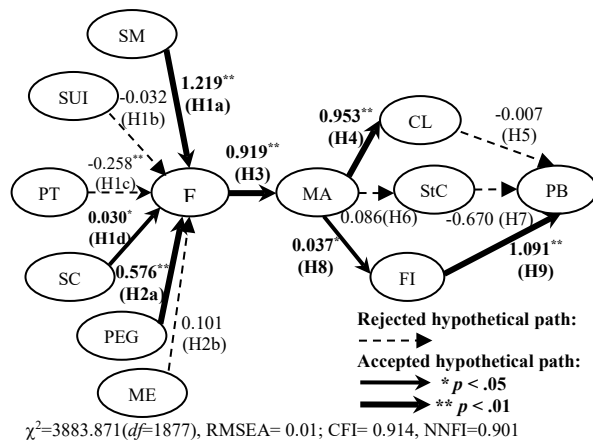 SM
1.219**
(H1a)
SUI
-0.032
(H1b)
0.953**
(H4)
CL
-0.007
(H5)
-0.258**
(H1c)
0.919**
(H3)
PT
F
MA
StC
PB
0.030*
(H1d)
0.086(H6)
-0.670 (H7)
SC
0.576**
(H2a)
0.037*
(H8)
1.091**
(H9)
FI
PEG
0.101
(H2b)
ME
Rejected hypothetical path:
Accepted hypothetical path:
* p < .05
** p < .01
χ²=3883.871(df=1877), RMSEA= 0.01; CFI= 0.914, NNFI=0.901